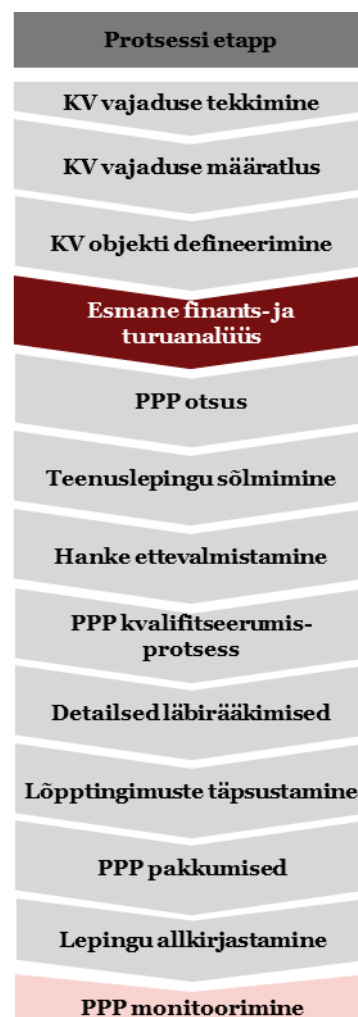 Protsessi etapp
KV vajaduse tekkimine
KV vajaduse määratlus
KV objekti defineerimine
Esmane finants- ja
turuanalüüs
PPP otsus
Teenuslepingu sõlmimine
Hanke ettevalmistamine
PPP kvalifitseerumis-
protsess
Detailsed läbirääkimised
Lõpptingimuste täpsustamine
PPP pakkumised
Lepingu allkirjastamine
PPP monitoorimine